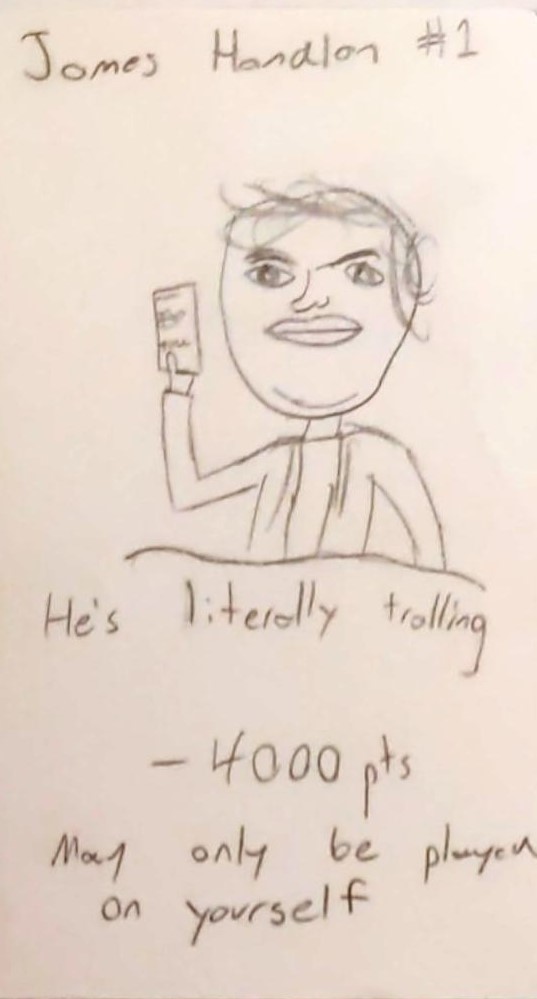 James Handlon #1
He's literally trolling
- 4000 pts
May only be played
on yourself